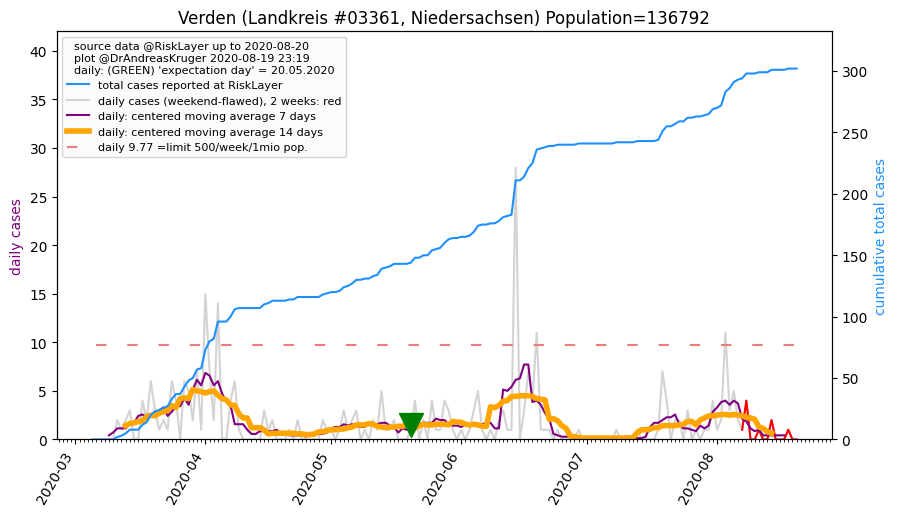 Verden (Landkreis #03361, Niedersachsen) Population=136792
source data @RiskLayer up to 2020-08-20
plot @DrAndreasKruger 2020-08-19 23:19
daily: (GREEN) 'expectation day' = 20.05.2020
total cases reported at RiskLayer
daily cases (weekend-flawed), 2 weeks: red
daily: centered moving average 7 days
daily: centered moving average 14 days
daily 9.77 =limit 500/week/1mio pop.
daily cases
40
35
30
25
20
15
10
5
0
cumulative total cases
300
250
200
150
100
50
0
2020-03
2020-04
2020-05
2020-06
2020-07
2020-08